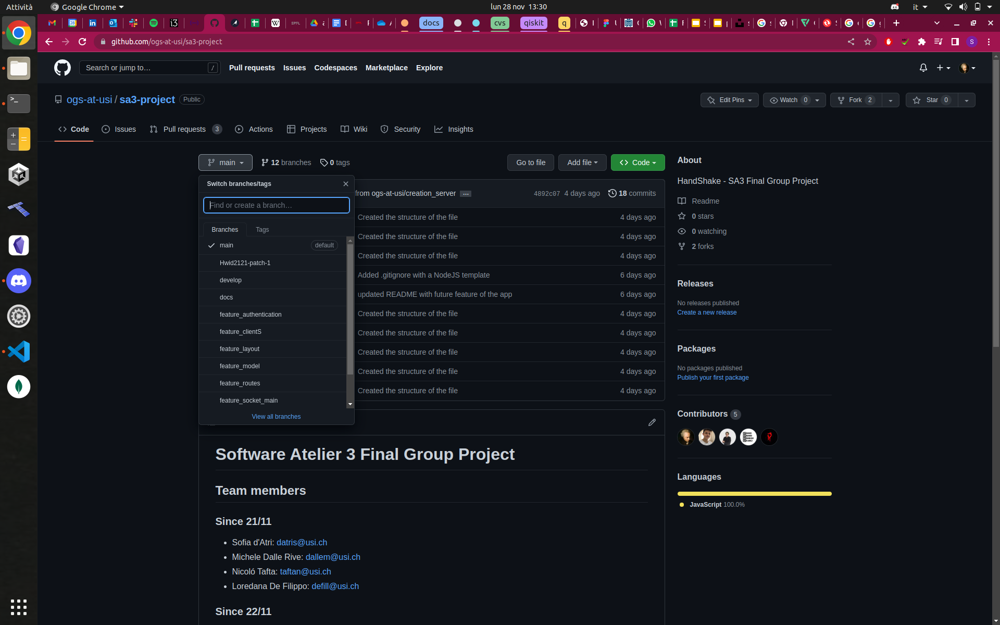 Attività
Google Chrome
lun 28 nov 13:30
it
docs
cvs
qiskit
q
github.com/ogs-at-usi/sa3-project
S
Search or jump to…
/
Pull requests
Issues
Codespaces
Marketplace
Explore
ogs-at-usi / sa3-project
Public
Edit Pins
Watch 0
Fork 2
Star 0
Code
Issues
Pull requests 3
Actions
Projects
Wiki
Security
Insights
main
12 branches
0 tags
Go to file
Add file
Code
Switch branches/tags
Find or create a branch…
Branches
Tags
main
default
Hwid2121-patch-1
develop
docs
feature_authentication
feature_clientS
feature_layout
feature_model
feature_routes
feature_socket_main
View all branches
from ogs-at-usi/creation_server
...
4892c07 4 days ago
18 commits
Created the structure of the file 4 days ago
Created the structure of the file 4 days ago
Created the structure of the file 4 days ago
Added .gitignore with a NodeJS template 6 days ago
updated README with future feature of the app 6 days ago
Created the structure of the file 4 days ago
Created the structure of the file 4 days ago
Created the structure of the file 4 days ago
Created the structure of the file 4 days ago
Created the structure of the file 4 days ago
Software Atelier 3 Final Group Project
Team members
Since 21/11
Sofia d'Atri: datris@usi.ch
Michele Dalle Rive: dallem@usi.ch
Nicoló Tafta: taftan@usi.ch
Loredana De Filippo: defill@usi.ch
Since 22/11
About
HandShake - SA3 Final Group Project
Readme
0 stars
0 watching
2 forks
Releases
No releases published
Create a new release
Packages
No packages published
Publish your first package
Contributors 5
Languages
JavaScript 100.0%